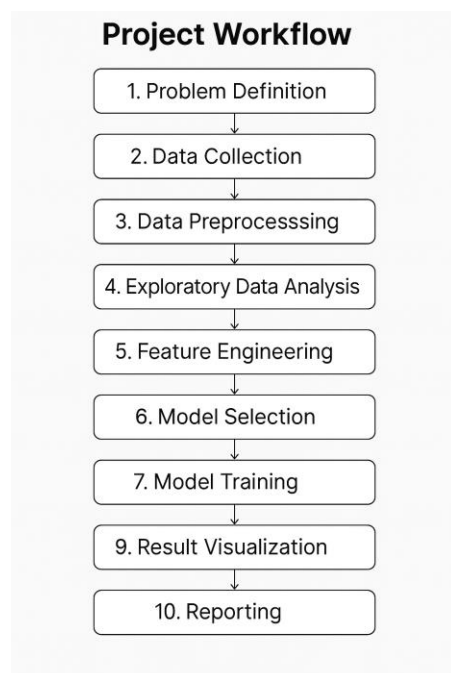 Project Workflow
1. Problem Definition
2. Data Collection
3. Data Preprocesssing
4. Exploratory Data Analysis
5. Feature Engineering
6. Model Selection
7. Model Training
9. Result Visualization
10. Reporting